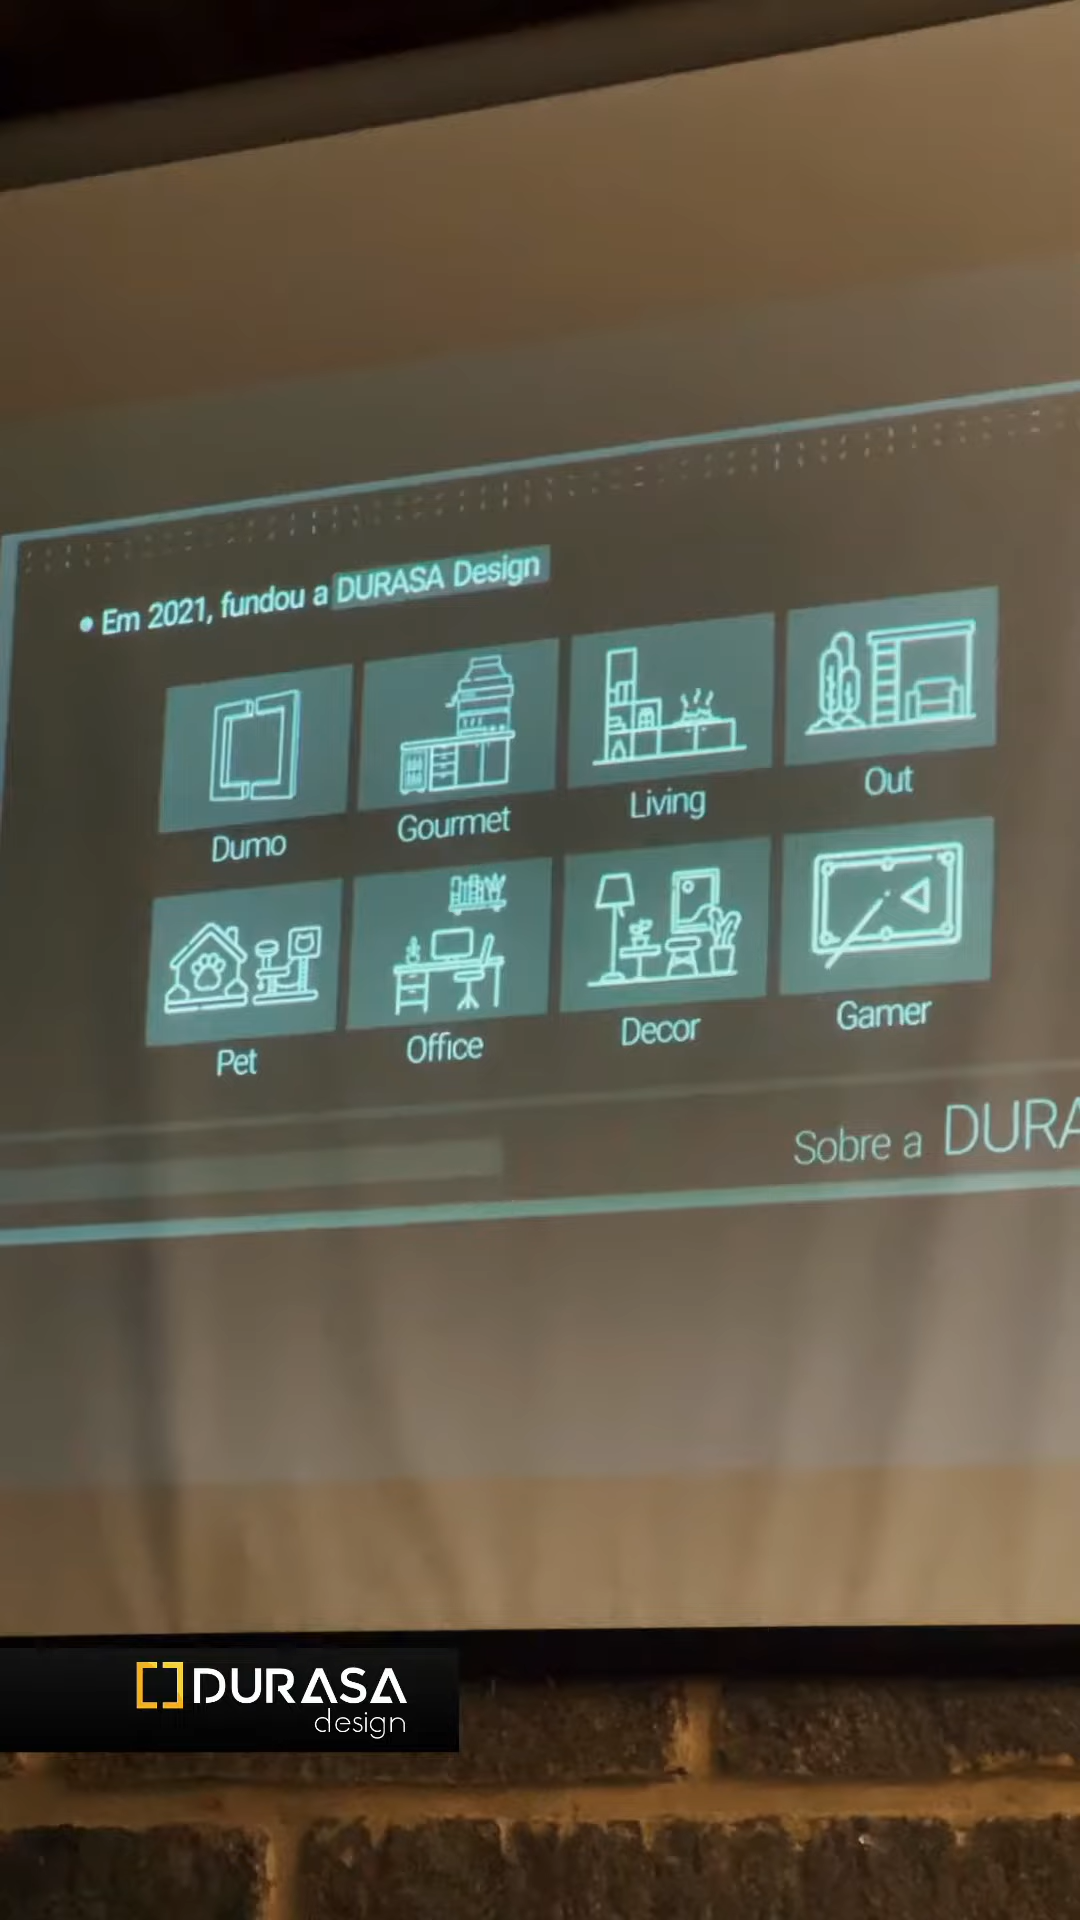 • Em 2021, fundou a DURASA Design
Dumo
Gourmet
Living
Out
Pet
Office
Decor
Gamer
Sobre a DURA
DURASA
design